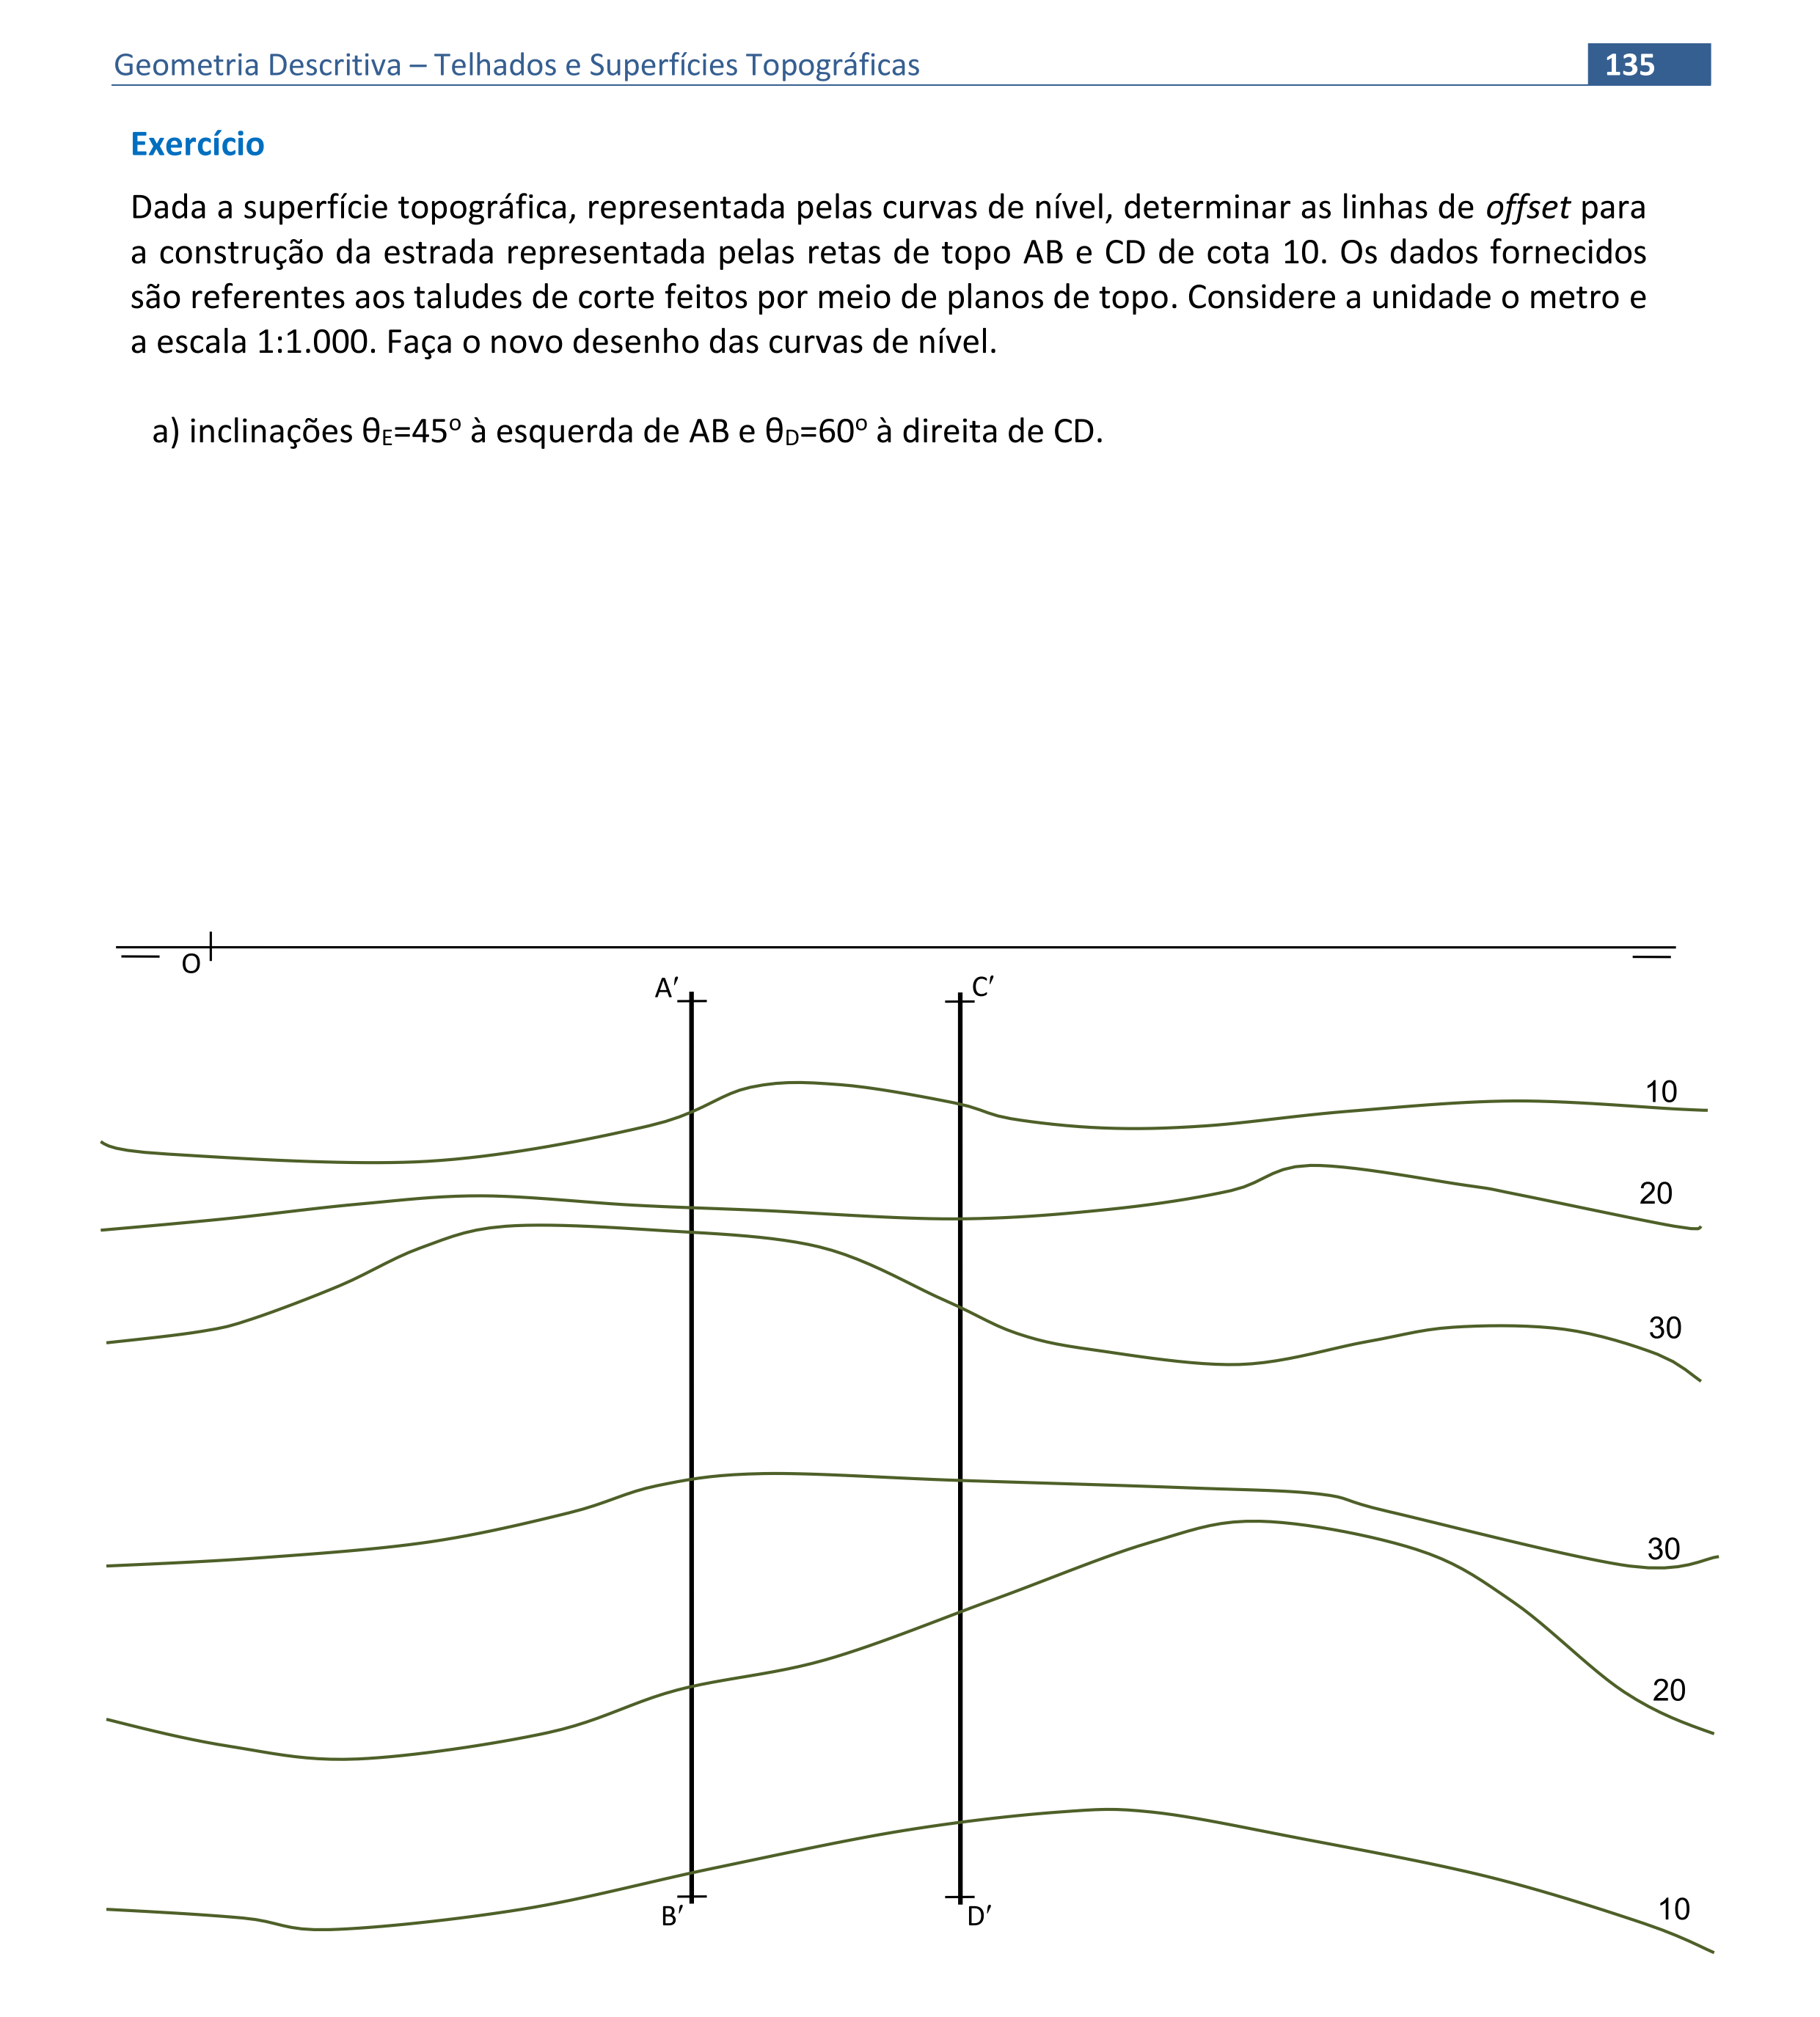 Geometria Descritiva – Telhados e Superfícies Topográficas 135
Exercício
Dada a superfície topográfica, representada pelas curvas de nível, determinar as linhas de offset para
a construção da estrada representada pelas retas de topo AB e CD de cota 10. Os dados fornecidos
são referentes aos taludes de corte feitos por meio de planos de topo. Considere a unidade o metro e
a escala 1:1.000. Faça o novo desenho das curvas de nível.
a) inclinações θE=45º à esquerda de AB e θD=60º à direita de CD.
O
A′ C′
10
20
30
30
20
10
B′ D′